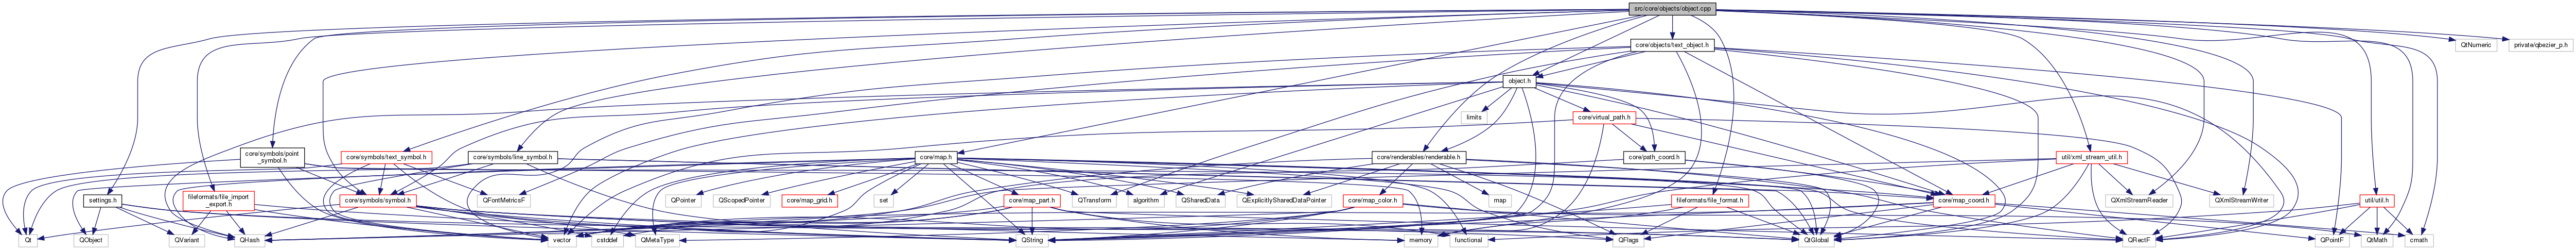 src/core/objects/object.cpp
core/objects/text_object.h
QtNumeric
private/qbezier_p.h
object.h
limits
core/virtual_path.h
core/symbols/point
_symbol.h
core/symbols/text_symbol.h
core/symbols/line_symbol.h
core/map.h
core/renderables/renderable.h
core/path_coord.h
util/xml_stream_util.h
settings.h
fileformats/file_import
_export.h
core/symbols/symbol.h
QFontMetricsF
QPointer
QScopedPointer
core/map_grid.h
set
core/map_part.h
QTransform
algorithm
QSharedData
QExplicitlySharedDataPointer
core/map_color.h
map
fileformats/file_format.h
core/map_coord.h
QXmlStreamReader
QXmlStreamWriter
util/util.h
Qt
QObject
QVariant
QHash
vector
cstddef
QMetaType
QString
memory
functional
QFlags
QtGlobal
QRectF
QPointF
QtMath
cmath